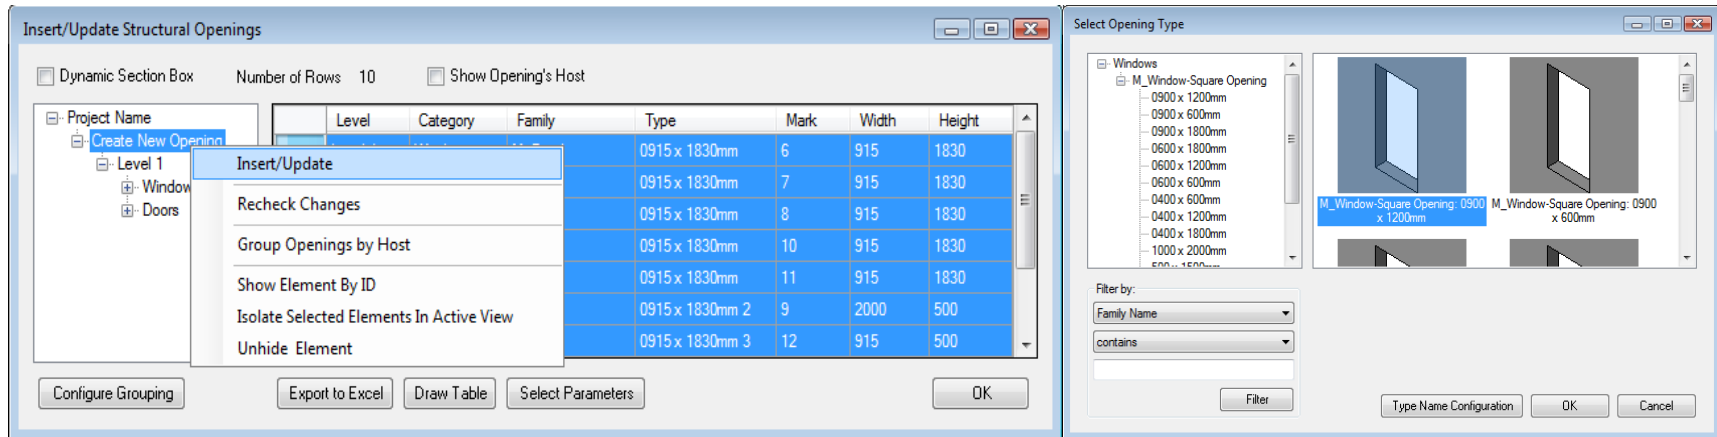 Insert/Update Structural Openings
Dynamic Section Box Number of Rows 10 Show Opening's Host
Project Name
Create New Opening
Level 1
Window
Doors
Level Category Family Type Mark Width Height
0915 x 1830mm 6 915 1830
0915 x 1830mm 7 915 1830
0915 x 1830mm 8 915 1830
0915 x 1830mm 10 915 1830
0915 x 1830mm 11 915 1830
0915 x 1830mm 2 9 2000 500
0915 x 1830mm 3 12 915 500
Insert/Update
Recheck Changes
Group Openings by Host
Show Element By ID
Isolate Selected Elements In Active View
Unhide Element
Configure Grouping Export to Excel Draw Table Select Parameters OK
Select Opening Type
Windows
M_Window-Square Opening
0900 x 1200mm
0900 x 600mm
0900 x 1800mm
0600 x 1800mm
0600 x 1200mm
0600 x 600mm
0400 x 600mm
0400 x 1200mm
0400 x 1800mm
1000 x 2000mm
M_Window-Square Opening: 0900
x 1200mm
M_Window-Square Opening: 0900
x 600mm
Filter by:
Family Name
contains
Filter
Type Name Configuration OK Cancel